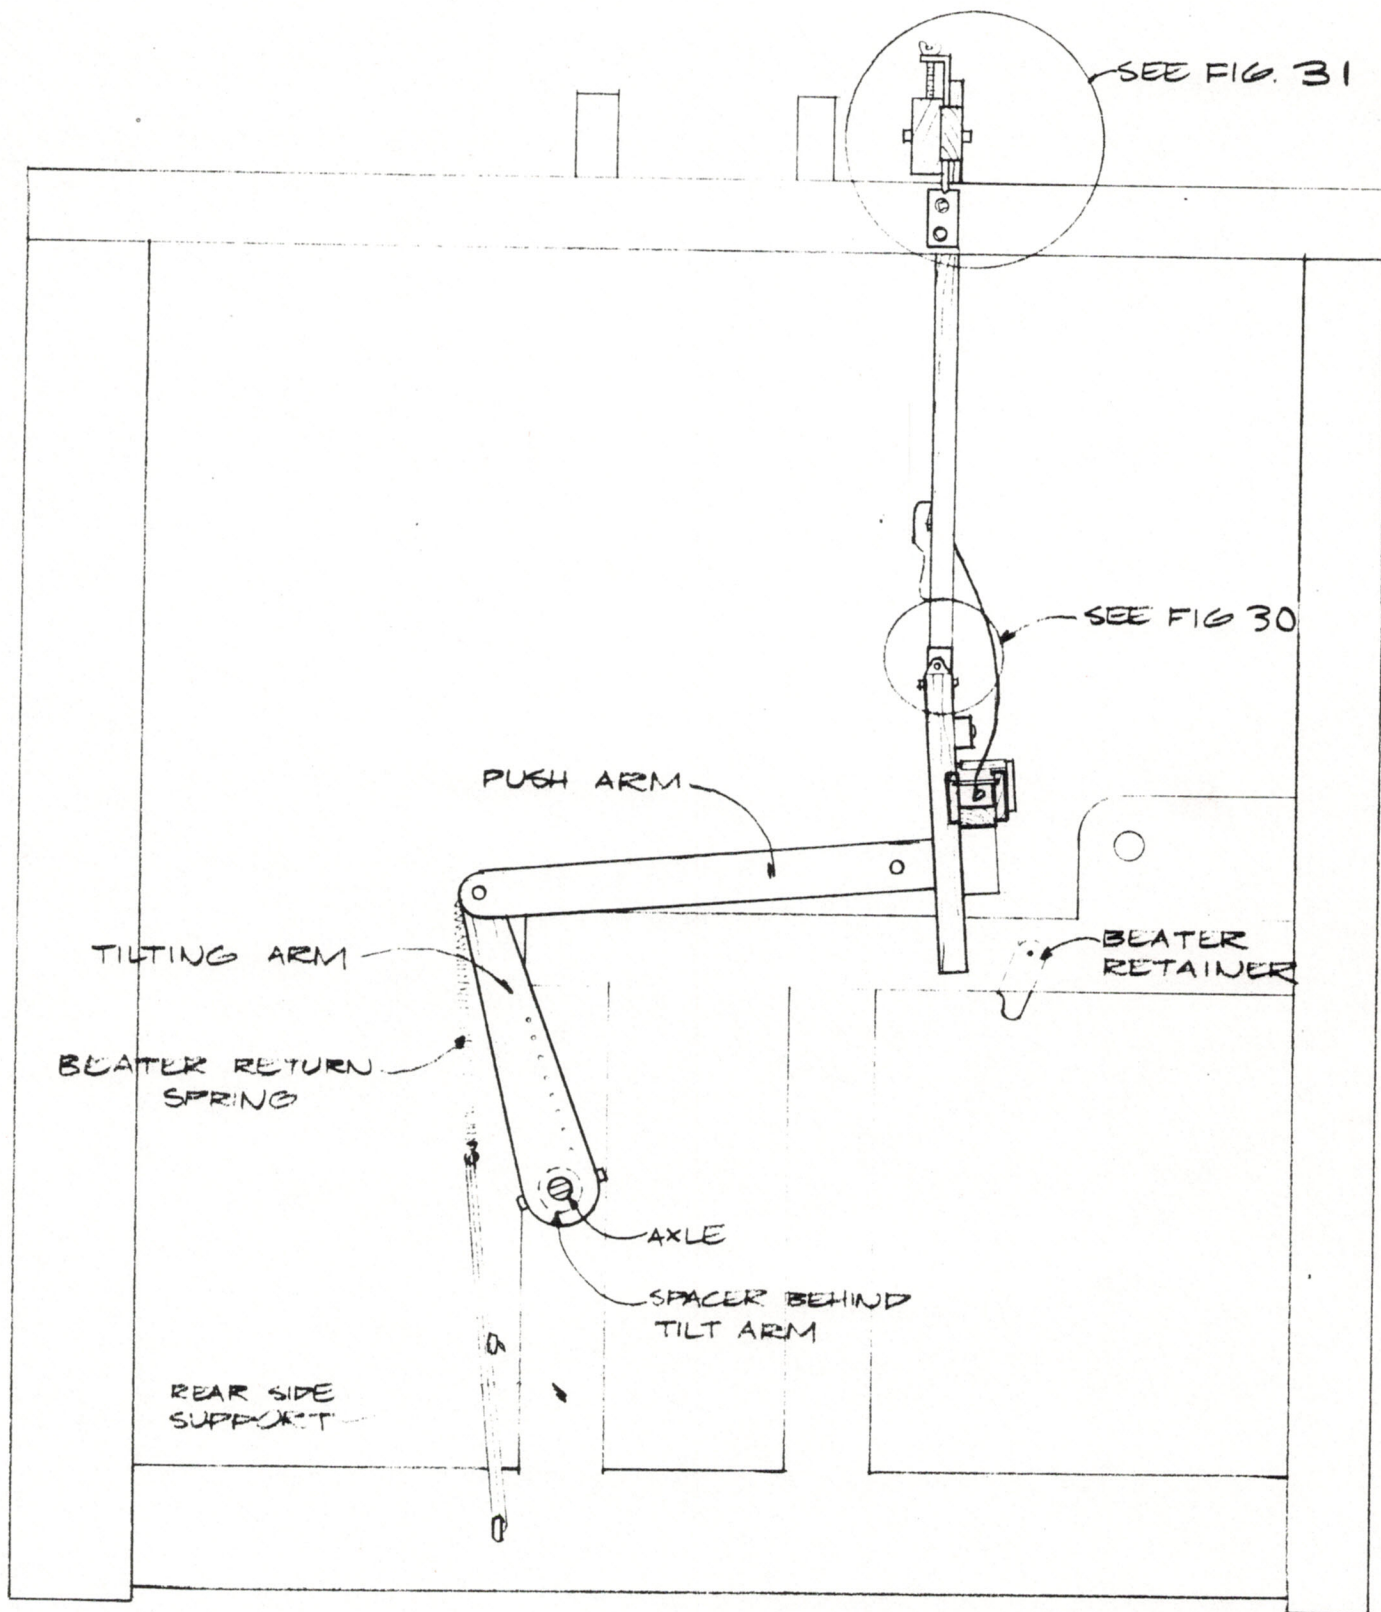 SEE FIG. 31
SEE FIG 30
PUSH ARM
TILTING ARM
BEATER
RETAINER
BEATER RETURN
SPRING
AXLE
SPACER BEHIND
TILT ARM
REAR SIDE
SUPPORT